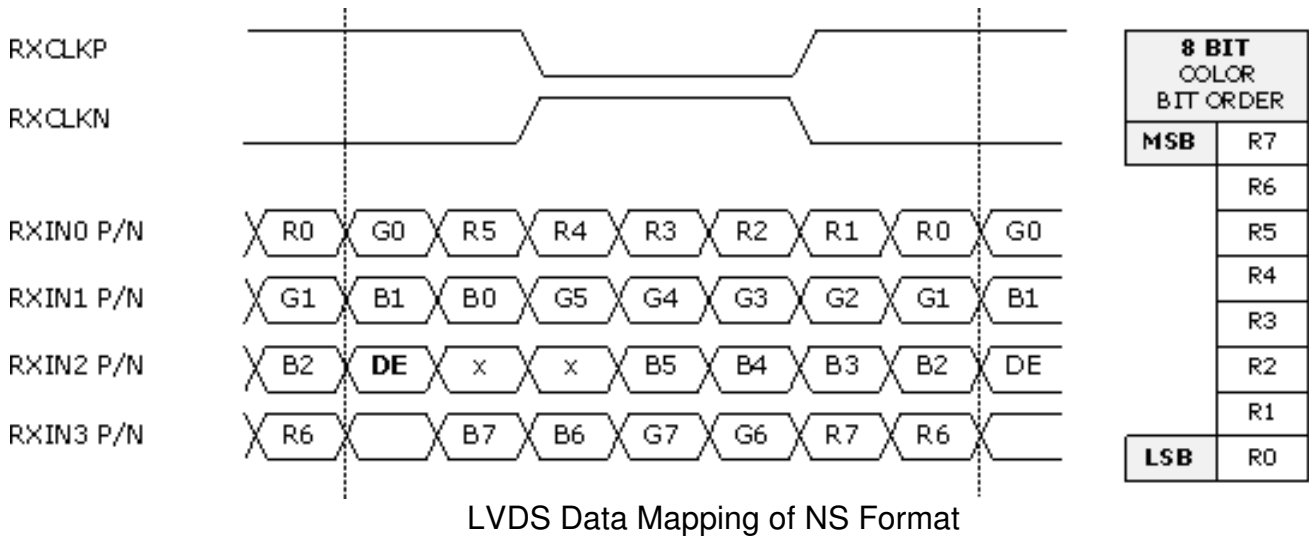 RXCLKP
RXCLKN
RXIN0 P/N R0 G0 R5 R4 R3 R2 R1 R0 G0
RXIN1 P/N G1 B1 B0 G5 G4 G3 G2 G1 B1
RXIN2 P/N B2 DE x x B5 B4 B3 B2 DE
RXIN3 P/N R6 B7 B6 G7 G6 R7 R6
8 BIT
COLOR
BIT ORDER
MSB R7
R6
R5
R4
R3
R2
R1
LSB R0
LVDS Data Mapping of NS Format